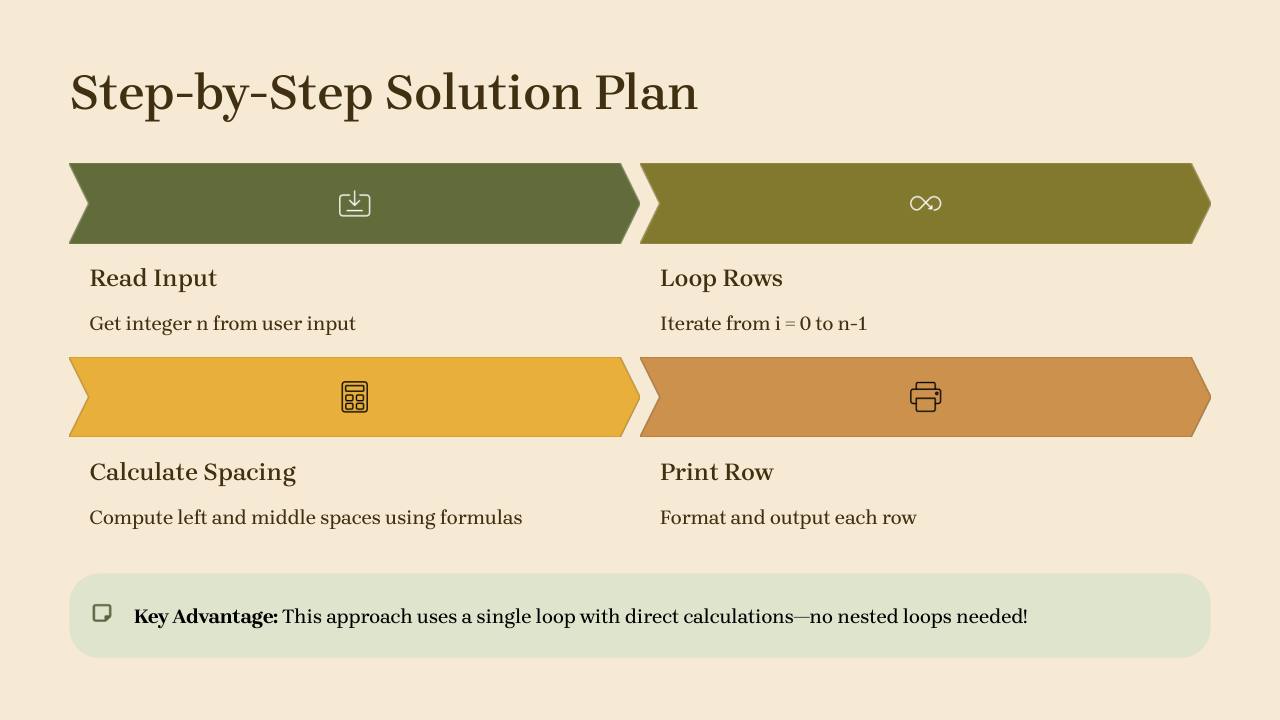 Step-by-Step Solution Plan
Read Input
Get integer n from user input
Loop Rows
Iterate from i = 0 to n-1
Calculate Spacing
Compute left and middle spaces using formulas
Print Row
Format and output each row
Key Advantage: This approach uses a single loop with direct calculations—no nested loops needed!